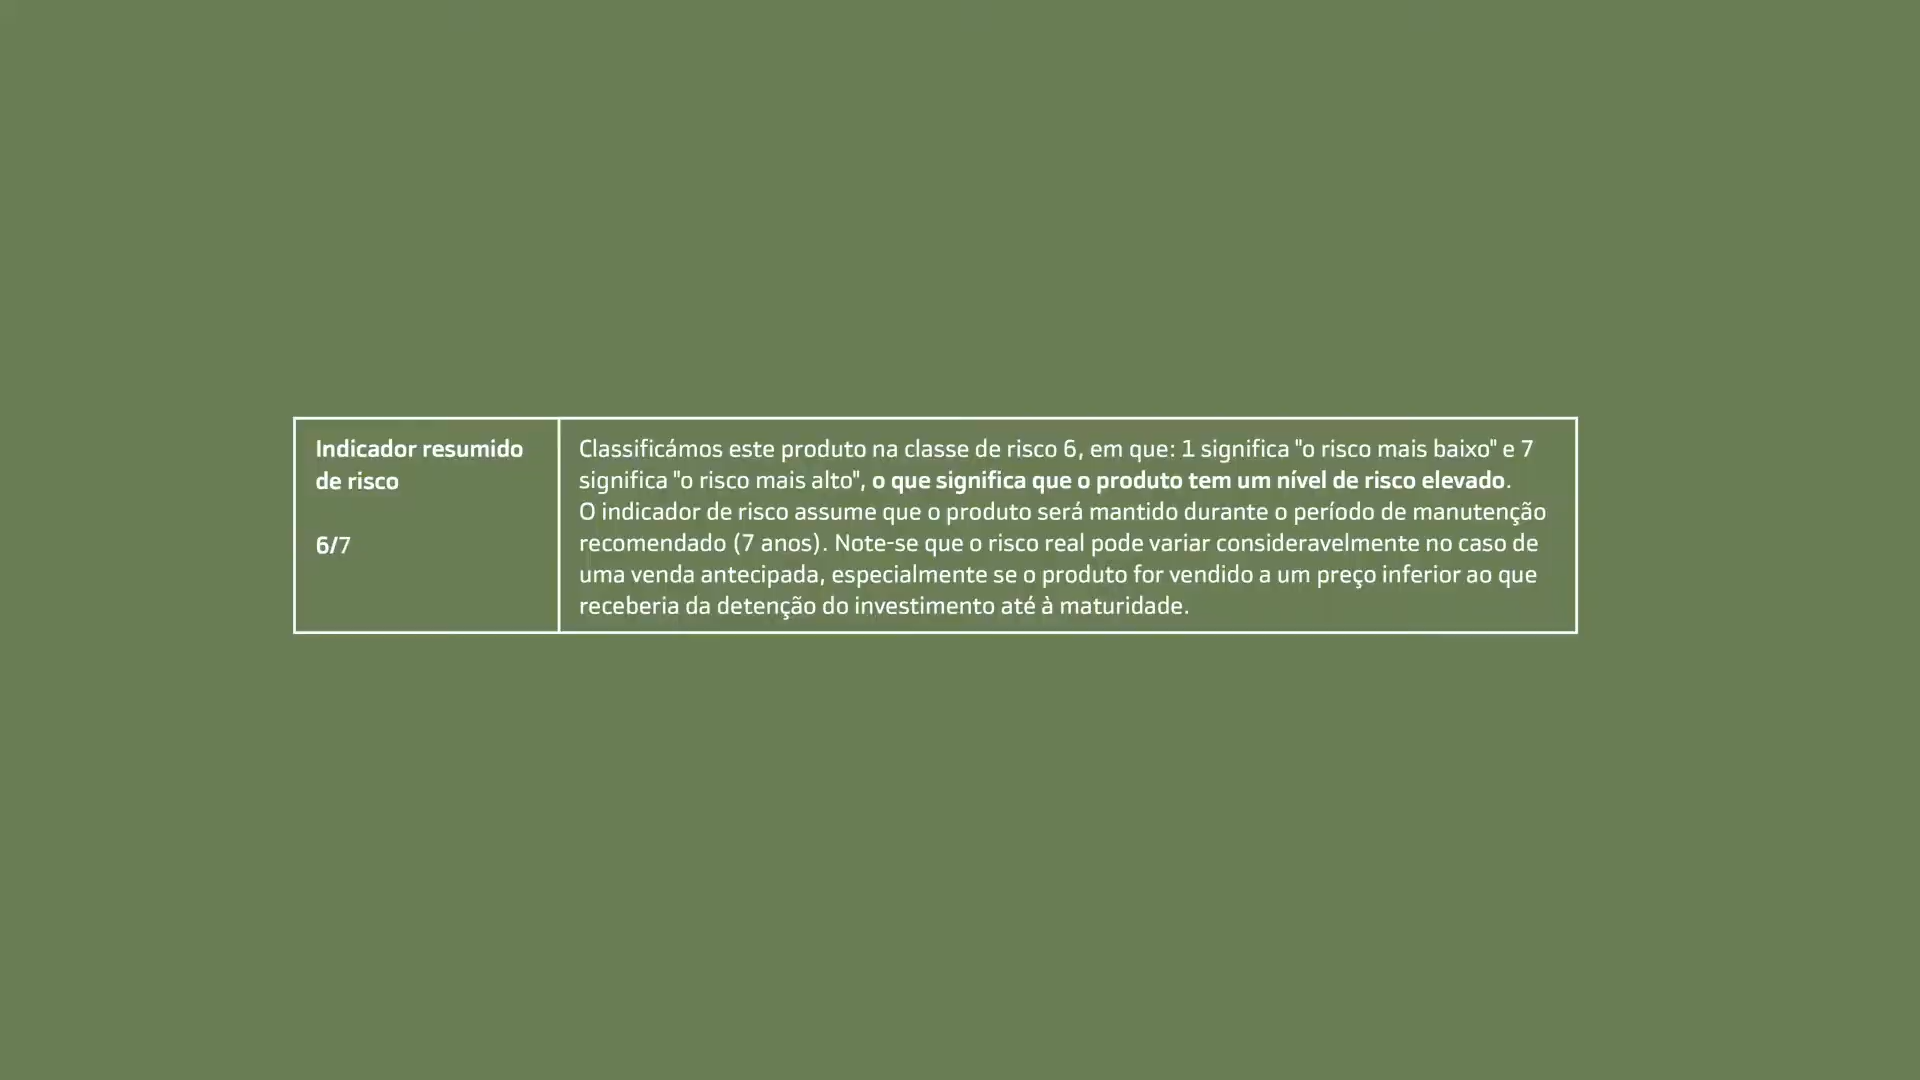 Indicador resumido
de risco
6/7
Classificámos este produto na classe de risco 6, em que: 1 significa "o risco mais baixo" e 7
significa "o risco mais alto", o que significa que o produto tem um nível de risco elevado.
O indicador de risco assume que o produto será mantido durante o período de manutenção
recomendado (7 anos). Note-se que o risco real pode variar consideravelmente no caso de
uma venda antecipada, especialmente se o produto for vendido a um preço inferior ao que
receberia da detenção do investimento até à maturidade.